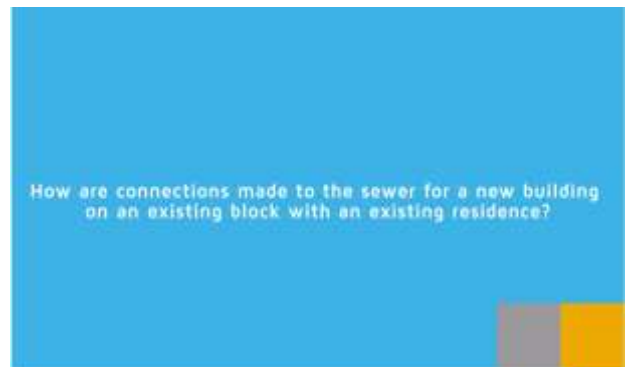 How are connections made to the sewer for a new building
on an existing block with an existing residence?